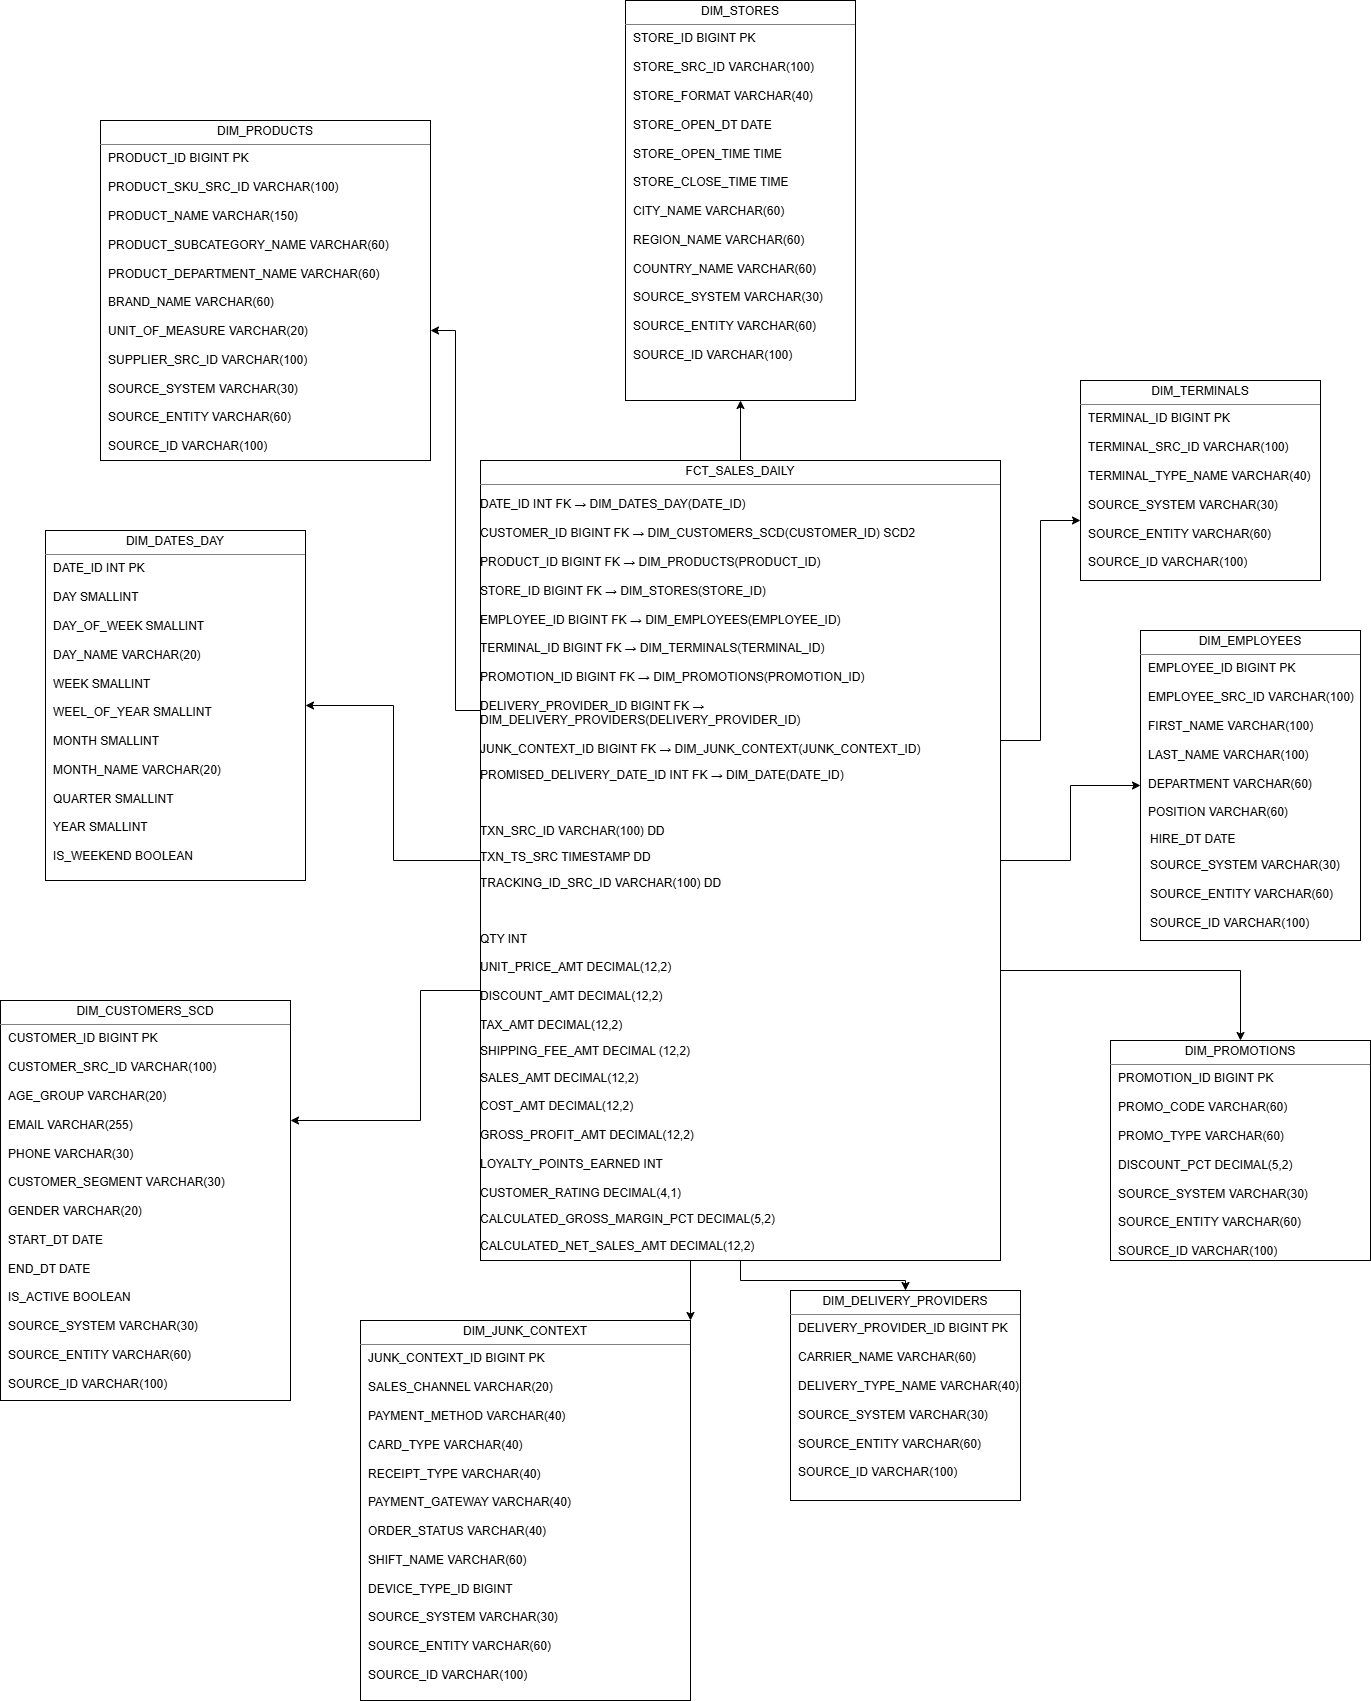 DIM_STORES
STORE_ID BIGINT PK
STORE_SRC_ID VARCHAR(100)
STORE_FORMAT VARCHAR(40)
STORE_OPEN_DT DATE
STORE_OPEN_TIME TIME
STORE_CLOSE_TIME TIME
CITY_NAME VARCHAR(60)
REGION_NAME VARCHAR(60)
COUNTRY_NAME VARCHAR(60)
SOURCE_SYSTEM VARCHAR(30)
SOURCE_ENTITY VARCHAR(60)
SOURCE_ID VARCHAR(100)
DIM_PRODUCTS
PRODUCT_ID BIGINT PK
PRODUCT_SKU_SRC_ID VARCHAR(100)
PRODUCT_NAME VARCHAR(150)
PRODUCT_SUBCATEGORY_NAME VARCHAR(60)
PRODUCT_DEPARTMENT_NAME VARCHAR(60)
BRAND_NAME VARCHAR(60)
UNIT_OF_MEASURE VARCHAR(20)
SUPPLIER_SRC_ID VARCHAR(100)
SOURCE_SYSTEM VARCHAR(30)
SOURCE_ENTITY VARCHAR(60)
SOURCE_ID VARCHAR(100)
DIM_TERMINALS
TERMINAL_ID BIGINT PK
TERMINAL_SRC_ID VARCHAR(100)
TERMINAL_TYPE_NAME VARCHAR(40)
SOURCE_SYSTEM VARCHAR(30)
SOURCE_ENTITY VARCHAR(60)
SOURCE_ID VARCHAR(100)
FCT_SALES_DAILY
DATE_ID INT FK → DIM_DATES_DAY(DATE_ID)
CUSTOMER_ID BIGINT FK → DIM_CUSTOMERS_SCD(CUSTOMER_ID) SCD2
PRODUCT_ID BIGINT FK → DIM_PRODUCTS(PRODUCT_ID)
STORE_ID BIGINT FK → DIM_STORES(STORE_ID)
EMPLOYEE_ID BIGINT FK → DIM_EMPLOYEES(EMPLOYEE_ID)
TERMINAL_ID BIGINT FK → DIM_TERMINALS(TERMINAL_ID)
PROMOTION_ID BIGINT FK → DIM_PROMOTIONS(PROMOTION_ID)
DELIVERY_PROVIDER_ID BIGINT FK →
DIM_DELIVERY_PROVIDERS(DELIVERY_PROVIDER_ID)
JUNK_CONTEXT_ID BIGINT FK → DIM_JUNK_CONTEXT(JUNK_CONTEXT_ID)
PROMISED_DELIVERY_DATE_ID INT FK → DIM_DATE(DATE_ID)
TXN_SRC_ID VARCHAR(100) DD
TXN_TS_SRC TIMESTAMP DD
TRACKING_ID_SRC_ID VARCHAR(100) DD
QTY INT
UNIT_PRICE_AMT DECIMAL(12,2)
DISCOUNT_AMT DECIMAL(12,2)
TAX_AMT DECIMAL(12,2)
SHIPPING_FEE_AMT DECIMAL (12,2)
SALES_AMT DECIMAL(12,2)
COST_AMT DECIMAL(12,2)
GROSS_PROFIT_AMT DECIMAL(12,2)
LOYALTY_POINTS_EARNED INT
CUSTOMER_RATING DECIMAL(4,1)
CALCULATED_GROSS_MARGIN_PCT DECIMAL(5,2)
CALCULATED_NET_SALES_AMT DECIMAL(12,2)
DIM_DATES_DAY
DATE_ID INT PK
DAY SMALLINT
DAY_OF_WEEK SMALLINT
DAY_NAME VARCHAR(20)
WEEK SMALLINT
WEEL_OF_YEAR SMALLINT
MONTH SMALLINT
MONTH_NAME VARCHAR(20)
QUARTER SMALLINT
YEAR SMALLINT
IS_WEEKEND BOOLEAN
DIM_EMPLOYEES
EMPLOYEE_ID BIGINT PK
EMPLOYEE_SRC_ID VARCHAR(100)
FIRST_NAME VARCHAR(100)
LAST_NAME VARCHAR(100)
DEPARTMENT VARCHAR(60)
POSITION VARCHAR(60)
HIRE_DT DATE
SOURCE_SYSTEM VARCHAR(30)
SOURCE_ENTITY VARCHAR(60)
SOURCE_ID VARCHAR(100)
DIM_CUSTOMERS_SCD
CUSTOMER_ID BIGINT PK
CUSTOMER_SRC_ID VARCHAR(100)
AGE_GROUP VARCHAR(20)
EMAIL VARCHAR(255)
PHONE VARCHAR(30)
CUSTOMER_SEGMENT VARCHAR(30)
GENDER VARCHAR(20)
START_DT DATE
END_DT DATE
IS_ACTIVE BOOLEAN
SOURCE_SYSTEM VARCHAR(30)
SOURCE_ENTITY VARCHAR(60)
SOURCE_ID VARCHAR(100)
DIM_PROMOTIONS
PROMOTION_ID BIGINT PK
PROMO_CODE VARCHAR(60)
PROMO_TYPE VARCHAR(60)
DISCOUNT_PCT DECIMAL(5,2)
SOURCE_SYSTEM VARCHAR(30)
SOURCE_ENTITY VARCHAR(60)
SOURCE_ID VARCHAR(100)
DIM_DELIVERY_PROVIDERS
DELIVERY_PROVIDER_ID BIGINT PK
CARRIER_NAME VARCHAR(60)
DELIVERY_TYPE_NAME VARCHAR(40)
SOURCE_SYSTEM VARCHAR(30)
SOURCE_ENTITY VARCHAR(60)
SOURCE_ID VARCHAR(100)
DIM_JUNK_CONTEXT
JUNK_CONTEXT_ID BIGINT PK
SALES_CHANNEL VARCHAR(20)
PAYMENT_METHOD VARCHAR(40)
CARD_TYPE VARCHAR(40)
RECEIPT_TYPE VARCHAR(40)
PAYMENT_GATEWAY VARCHAR(40)
ORDER_STATUS VARCHAR(40)
SHIFT_NAME VARCHAR(60)
DEVICE_TYPE_ID BIGINT
SOURCE_SYSTEM VARCHAR(30)
SOURCE_ENTITY VARCHAR(60)
SOURCE_ID VARCHAR(100)